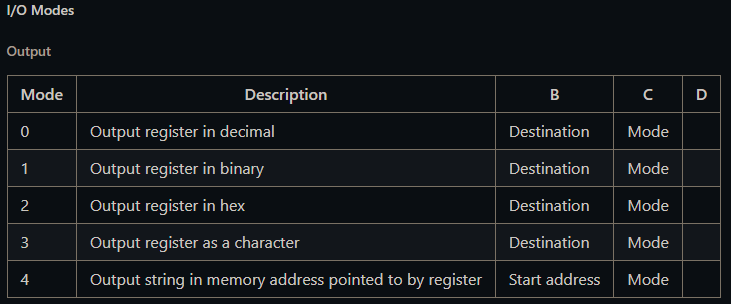 I/O Modes
Output
Mode Description B C D
0 Output register in decimal Destination Mode
1 Output register in binary Destination Mode
2 Output register in hex Destination Mode
3 Output register as a character Destination Mode
4 Output string in memory address pointed to by register Start address Mode